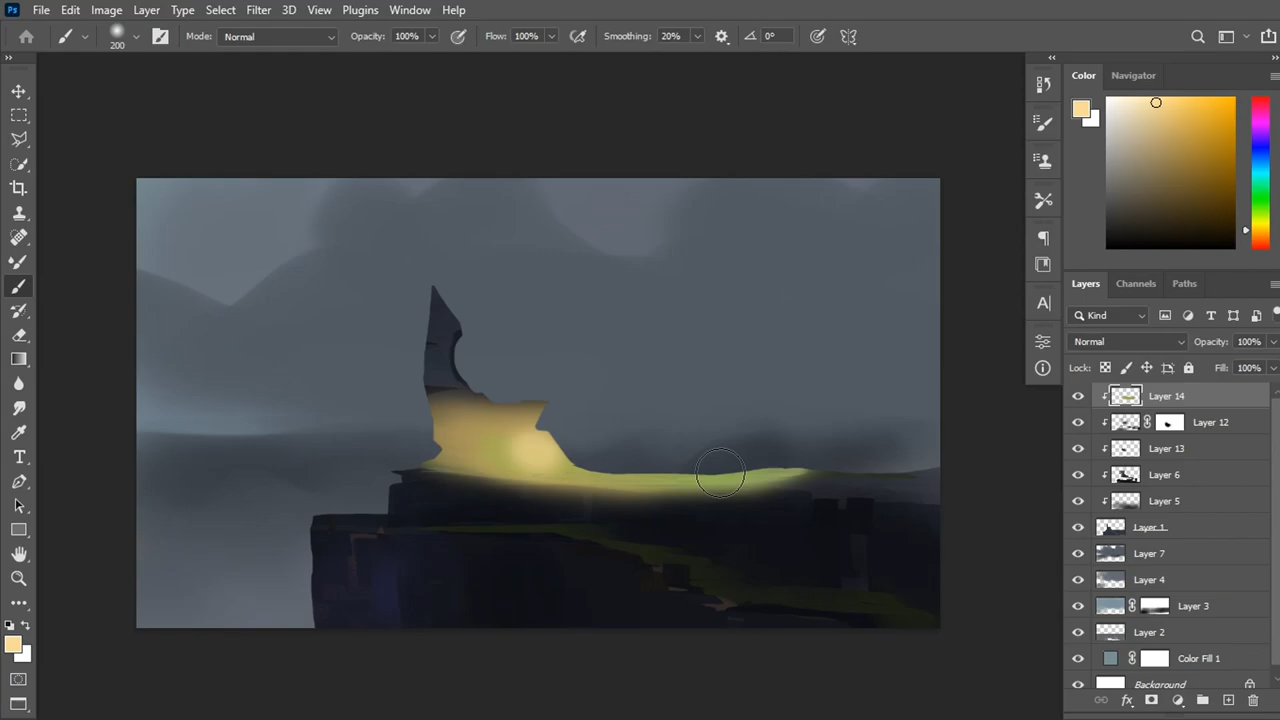 Ps File Edit Image Layer Type Select Filter 3D View Plugins Window Help
200 Mode: Normal Opacity: 100% Flow: 100% Smoothing: 20% 0°
Color Navigator
Layers Channels Paths
Kind
Normal Opacity: 100%
Lock: Fill: 100%
Layer 14
Layer 12
Layer 13
Layer 6
Layer 5
Layer 1
Layer 7
Layer 4
Layer 3
Layer 2
Color Fill 1
Background
fx